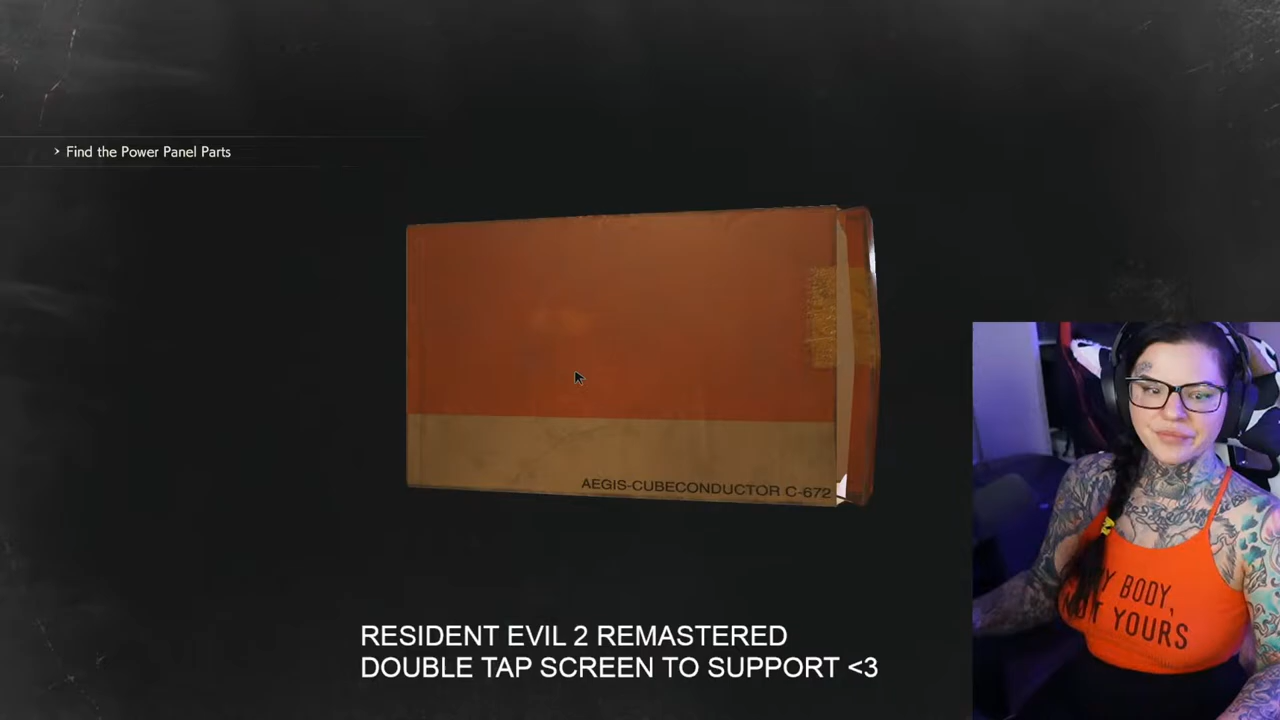 > Find the Power Panel Parts
AEGIS-CUBECONDUCTOR C-672
RESIDENT EVIL 2 REMASTERED
DOUBLE TAP SCREEN TO SUPPORT <3
BODY,
YOURS